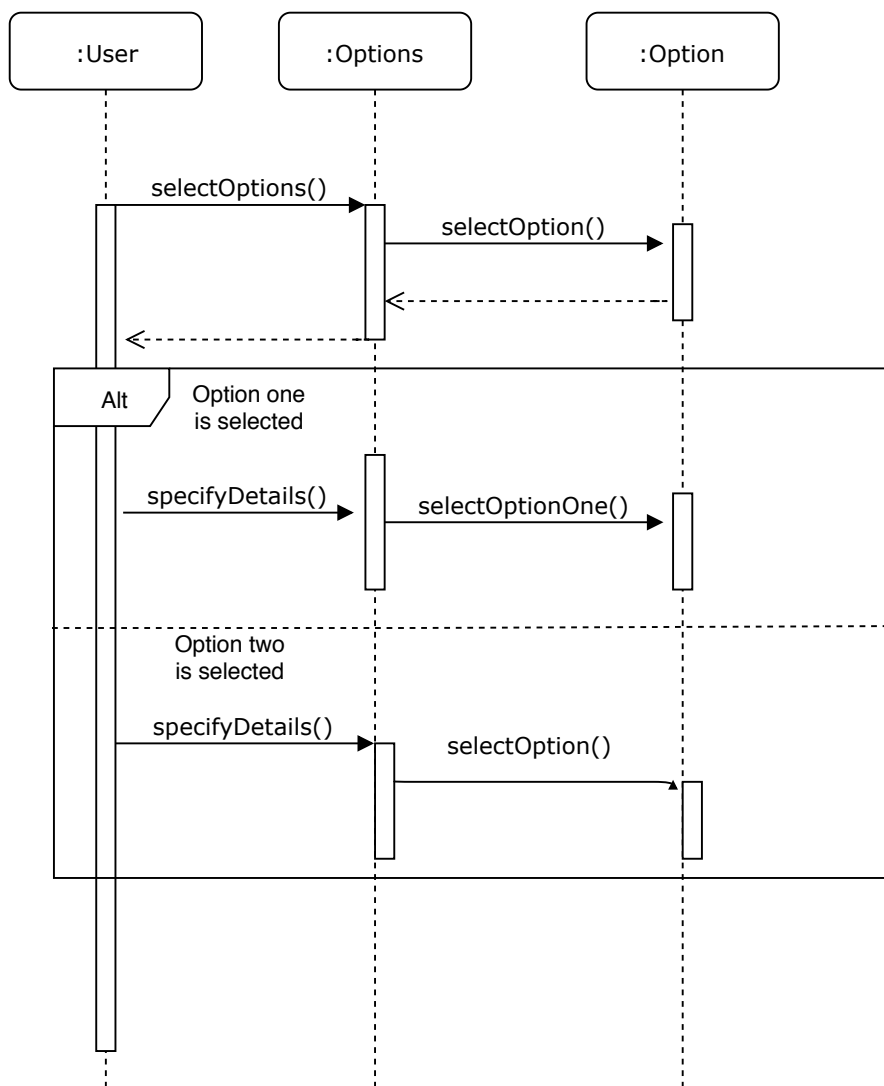 :User
:Options
:Option
selectOptions()
selectOption()
Alt
Option one
is selected
specifyDetails()
selectOptionOne()
Option two
is selected
specifyDetails()
selectOption()